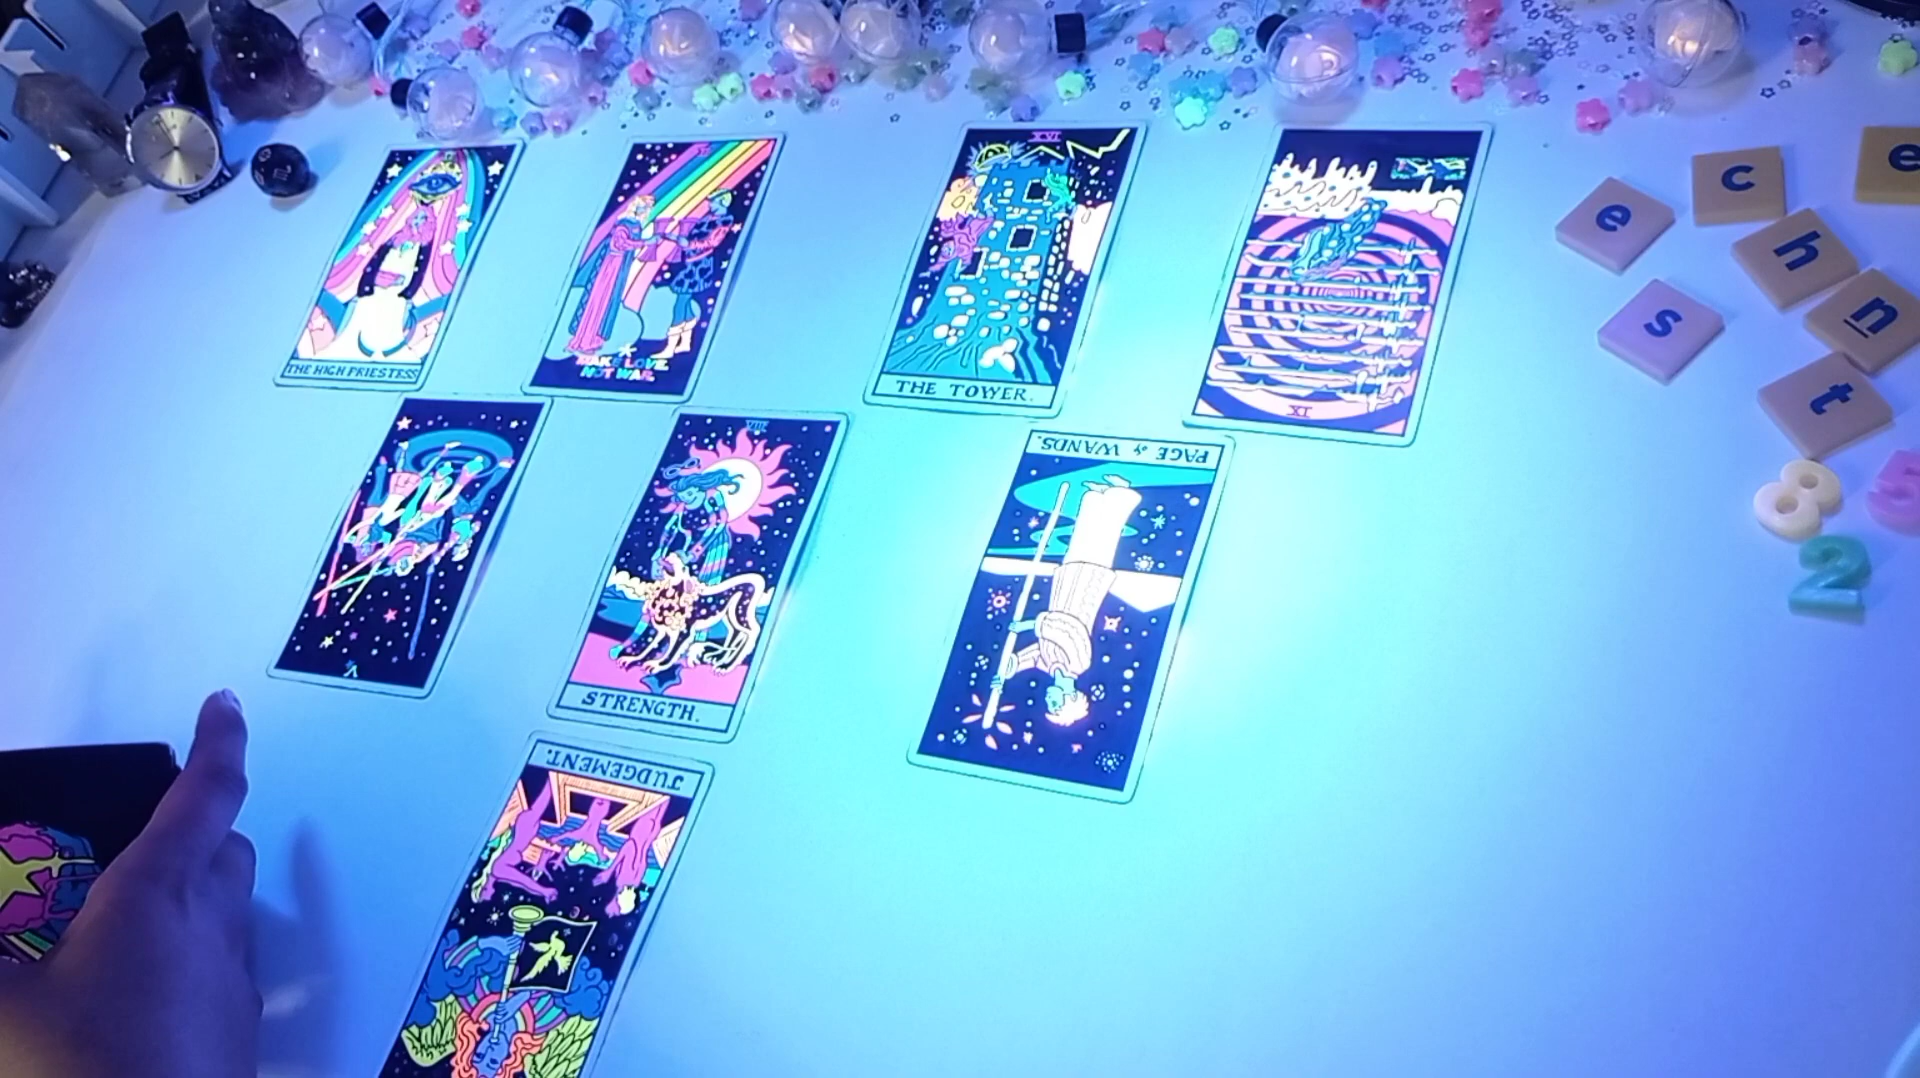 THE HIGH PRIESTESS
MAKE LOVE
NOT WAR
XVI
THE TOWER.
XI
V
VIII
STRENGTH.
PAGE of WANDS.
JUDGEMENT.
c
e
e
h
n
s
t
8
5
2